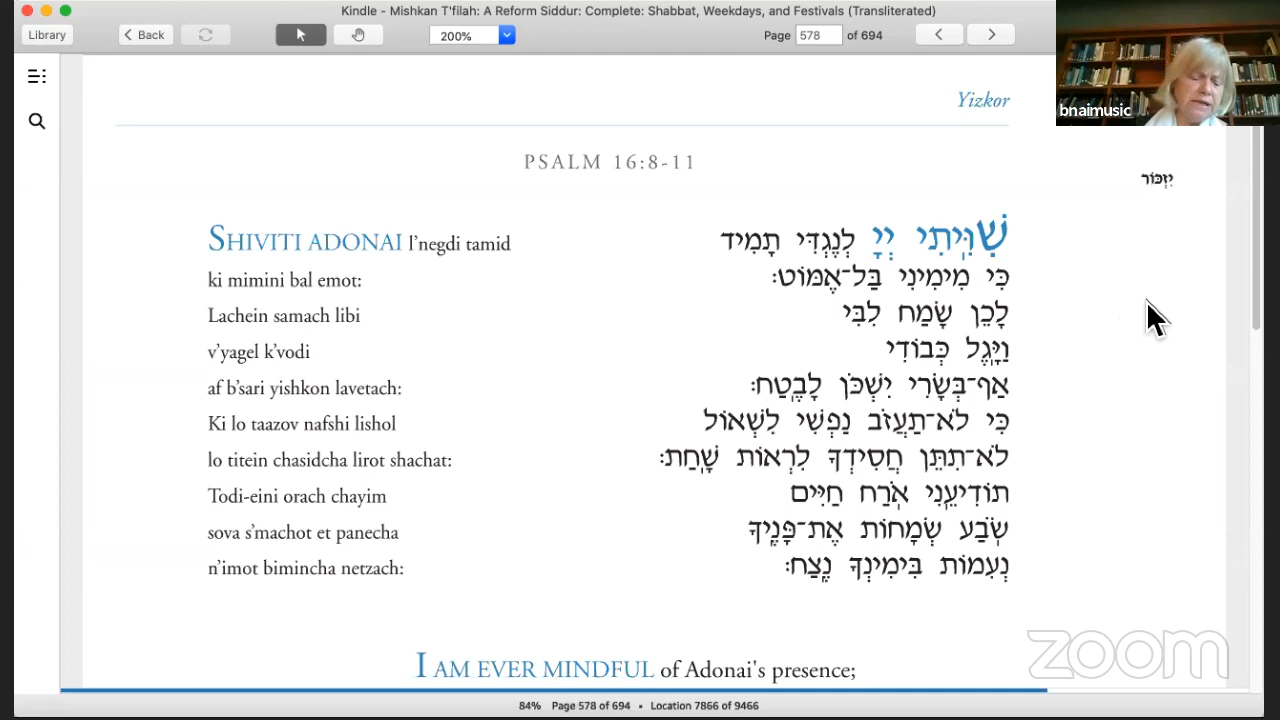 Kindle - Mishkan T'filah: A Reform Siddur: Complete: Shabbat, Weekdays, and Festivals (Transliterated)
Library Back 200% Page 578 of 694
bnaimusic
Yizkor
PSALM 16:8-11
יִזְכּוֹר
SHIVITI ADONAI l'negdi tamid
שִׁוִּיתִי יְיָ לְנֶגְדִּי תָמִיד
ki mimini bal emot:
כִּי מִימִינִי בַּל־אֶמּוֹט׃
Lachein samach libi
לָכֵן שָׂמַח לִבִּי
v'yagel k'vodi
וַיָּגֶל כְּבוֹדִי
af b'sari yishkon lavetach:
אַף־בְּשָׂרִי יִשְׁכֹּן לָבֶטַח׃
Ki lo taazov nafshi lishol
כִּי לֹא־תַעֲזֹב נַפְשִׁי לִשְׁאוֹל
lo titein chasidcha lirot shachat:
לֹא־תִתֵּן חֲסִידְךָ לִרְאוֹת שָׁחַת׃
Todi-eini orach chayim
תּוֹדִיעֵנִי אֹרַח חַיִּים
sova s'machot et panecha
שֹׂבַע שְׂמָחוֹת אֶת־פָּנֶיךָ
n'imot bimincha netzach:
נְעִמוֹת בִּימִינְךָ נֶצַח׃
I AM EVER MINDFUL of Adonai's presence;
zoom
84% Page 578 of 694 • Location 7866 of 9466